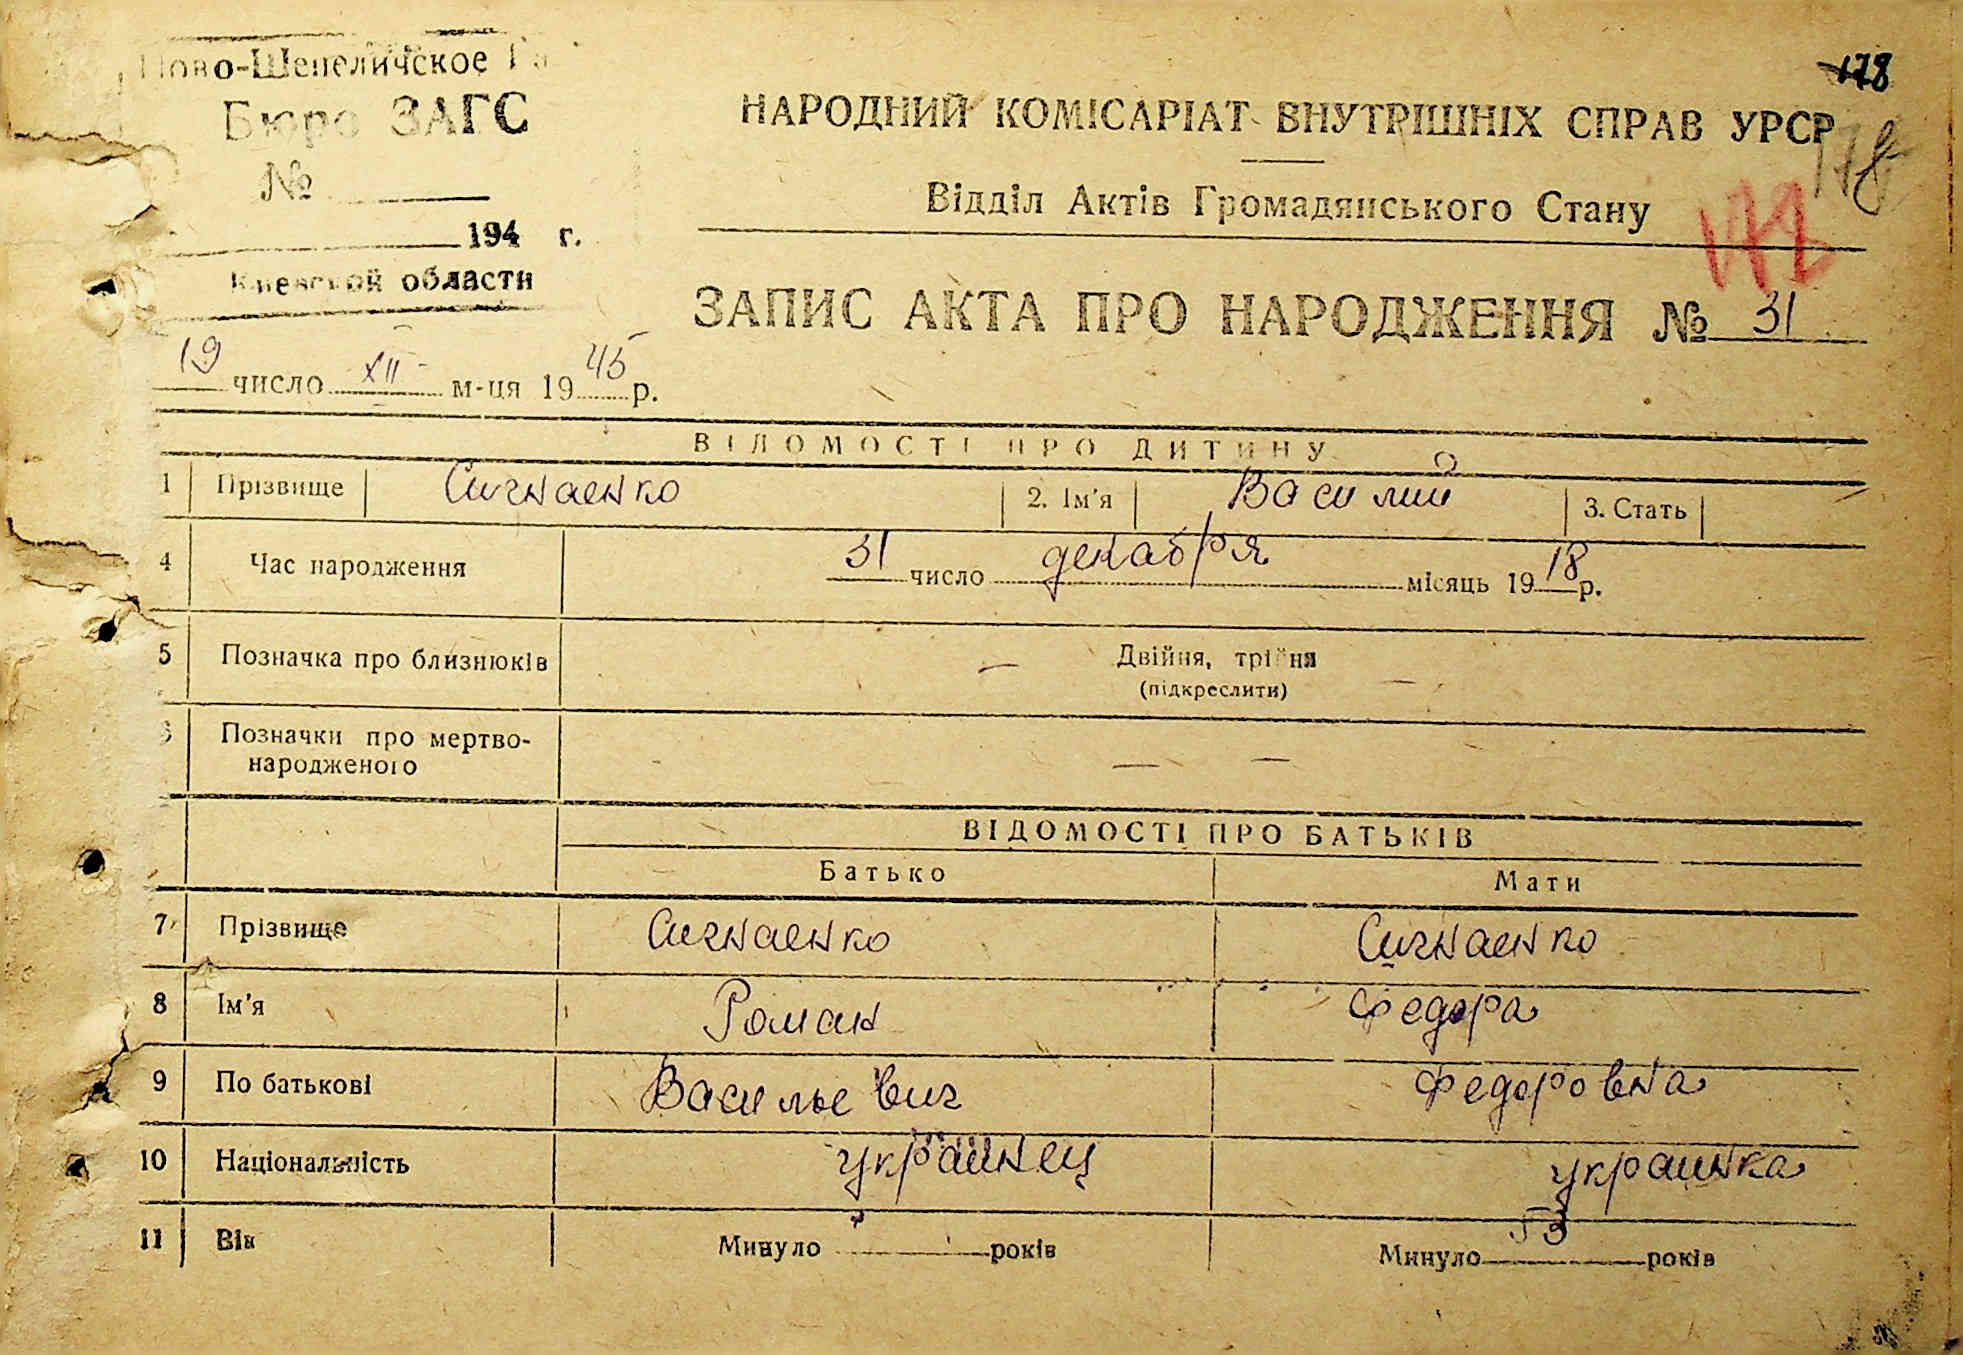 Ново-Шепеличское
Бюро ЗАГС
№
194 г.
Киевской области
178
178
172
НАРОДНИЙ КОМІСАРІАТ ВНУТРІШНІХ СПРАВ УРСР
Відділ Актів Громадянського Стану
ЗАПИС АКТА ПРО НАРОДЖЕННЯ № 31
19 число XII м-ця 1945 р.
ВІДОМОСТІ ПРО ДИТИНУ
1 Прізвище Сигнаенко 2. Ім'я Василий 3. Стать
4 Час народження 31 число декабря місяць 1918 р.
5 Позначка про близнюків — Двійня, трійня —
(підкреслити)
6 Позначки про мертво-
народженого — —
ВІДОМОСТІ ПРО БАТЬКІВ
Батько Мати
7 Прізвище Сигнаенко Сигнаенко
8 Ім'я Роман Федора
9 По батькові Васильевич Федоровна
10 Національність украинец украинка
11 Вік Минуло років Минуло 53 років